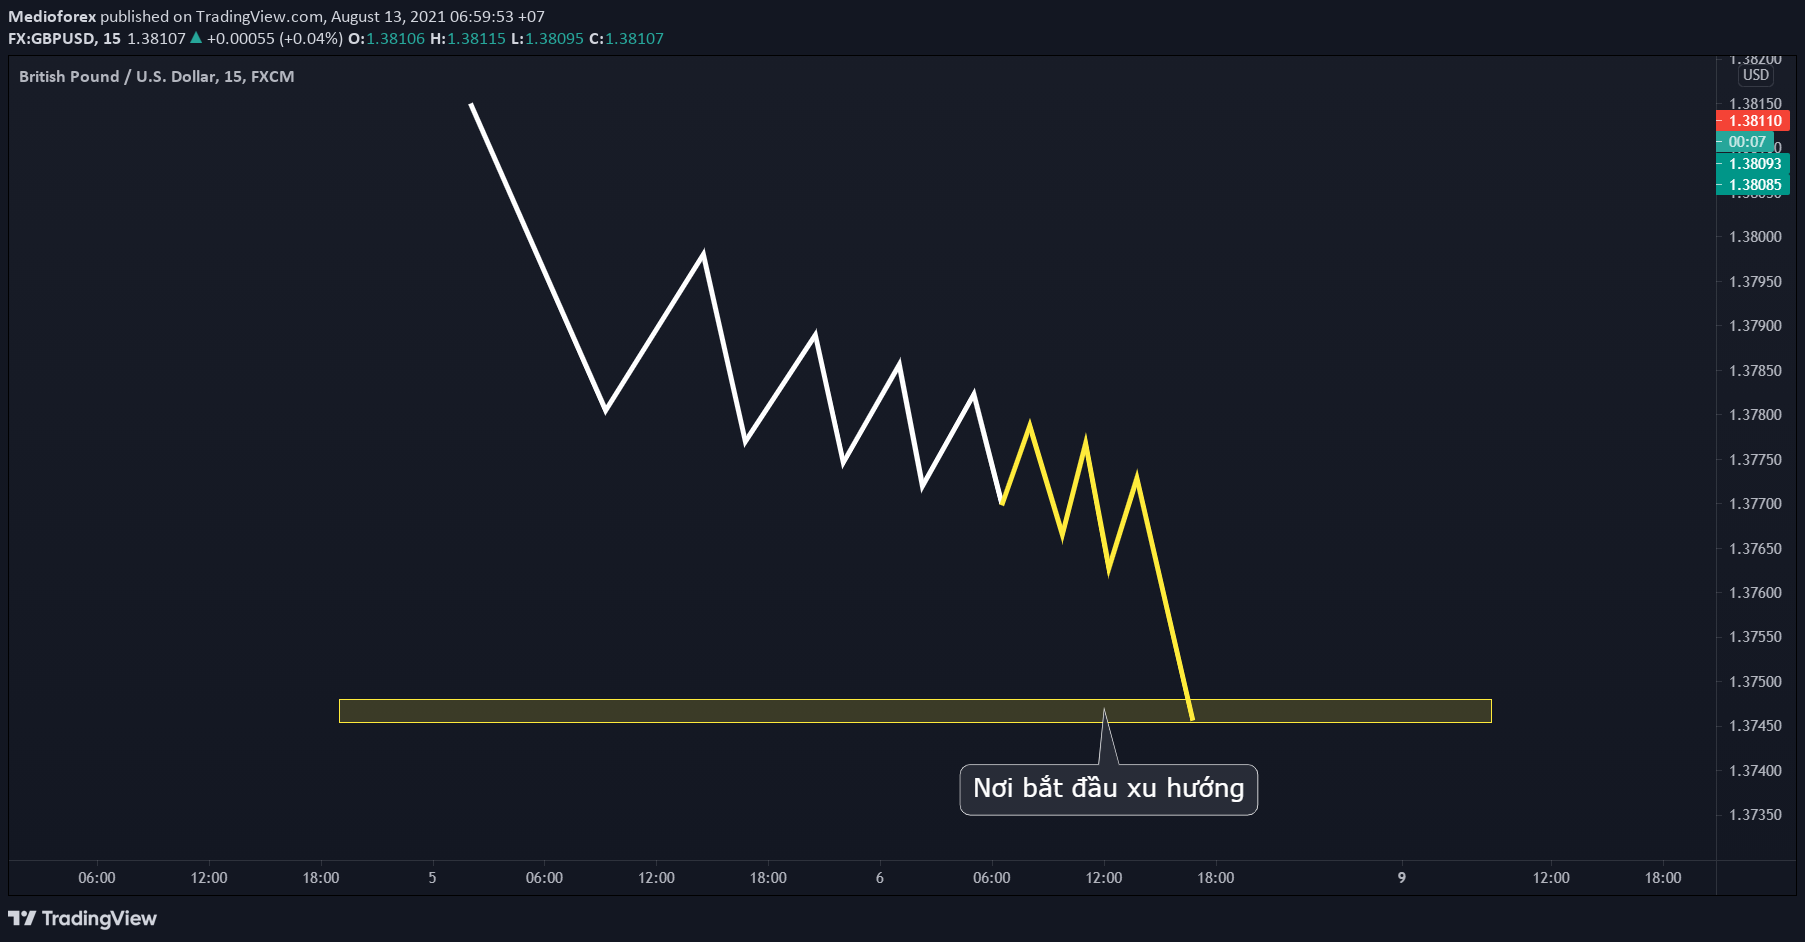 Medioforex published on TradingView.com, August 13, 2021 06:59:53 +07
FX:GBPUSD, 15 1.38107 ▲ +0.00055 (+0.04%) O:1.38106 H:1.38115 L:1.38095 C:1.38107
British Pound / U.S. Dollar, 15, FXCM
1.38200
USD
1.38150
1.38110
00:07
1.38093
1.38085
1.38000
1.37950
1.37900
1.37850
1.37800
1.37750
1.37700
1.37650
1.37600
1.37550
1.37500
1.37450
1.37400
1.37350
Nơi bắt đầu xu hướng
06:00 12:00 18:00 5 06:00 12:00 18:00 6 06:00 12:00 18:00 9 12:00 18:00
TradingView